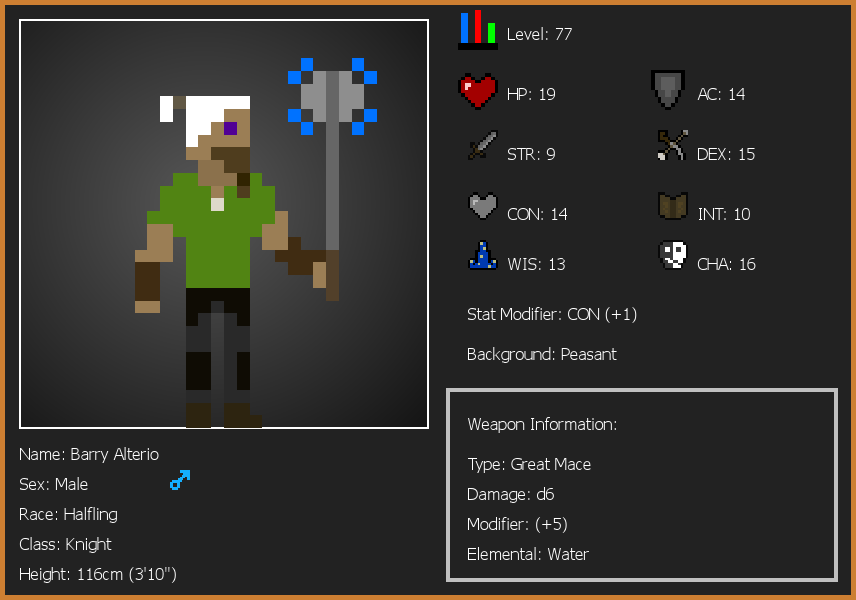 Level: 77
HP: 19
AC: 14
STR: 9
DEX: 15
CON: 14
INT: 10
WIS: 13
CHA: 16
Stat Modifier: CON (+1)
Background: Peasant
Weapon Information:
Type: Great Mace
Damage: d6
Modifier: (+5)
Elemental: Water
Name: Barry Alterio
Sex: Male
Race: Halfling
Class: Knight
Height: 116cm (3'10")